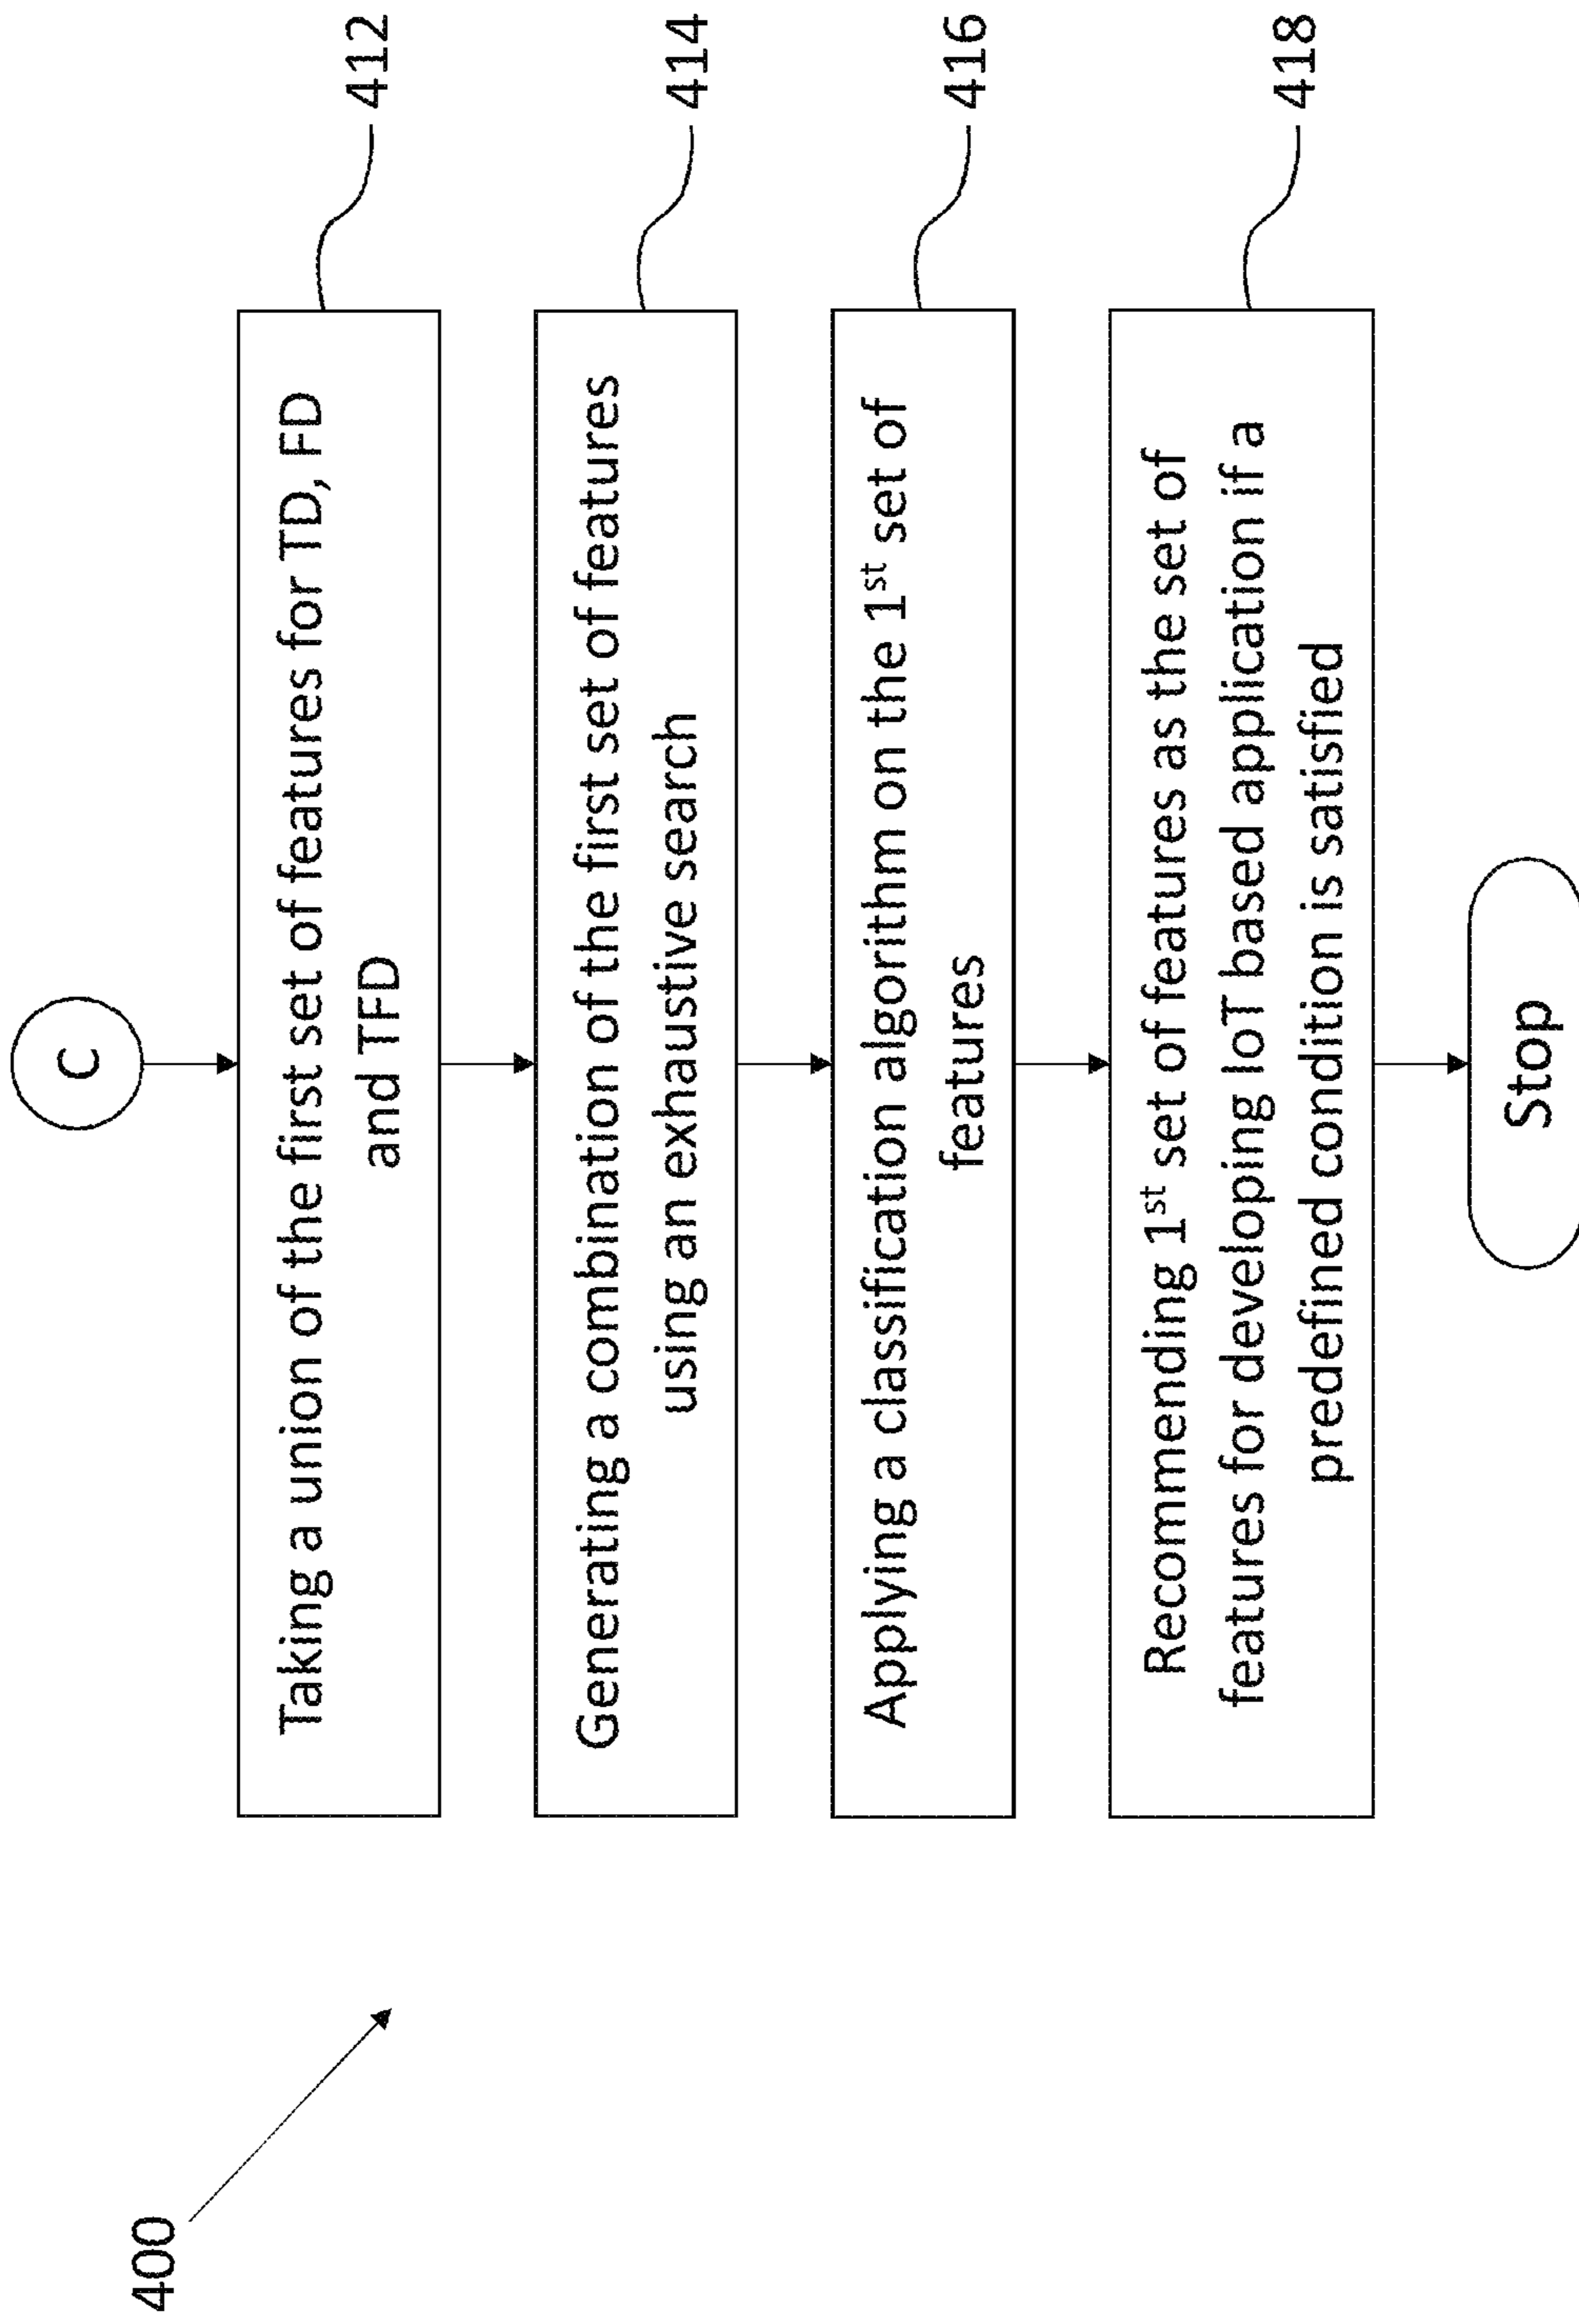 400
C
Taking a union of the first set of features for TD, FD
and TFD
412
Generating a combination of the first set of features
using an exhaustive search
414
Applying a classification algorithm on the 1st set of
features
416
Recommending 1st set of features as the set of
features for developing IoT based application if a
predefined condition is satisfied
418
Stop